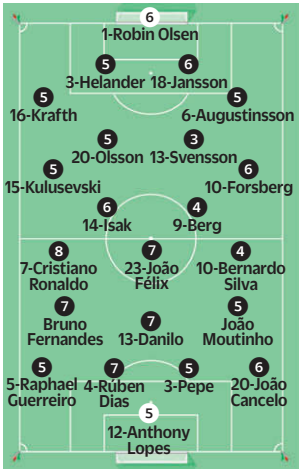 6
1-Robin Olsen
5 6
3-Helander 18-Jansson
5 5
16-Krafth 6-Augustinsson
5 3
20-Olsson 13-Svensson
5 6
15-Kulusevski 10-Forsberg
6 4
14-Isak 9-Berg
8 7 4
7-Cristiano 23-João 10-Bernardo
Ronaldo Félix Silva
7 7 5
Bruno João
Fernandes 13-Danilo Moutinho
5 7 5 6
5-Raphael 4-Rúben 3-Pepe 20-João
Guerreiro Dias Cancelo
5
12-Anthony
Lopes